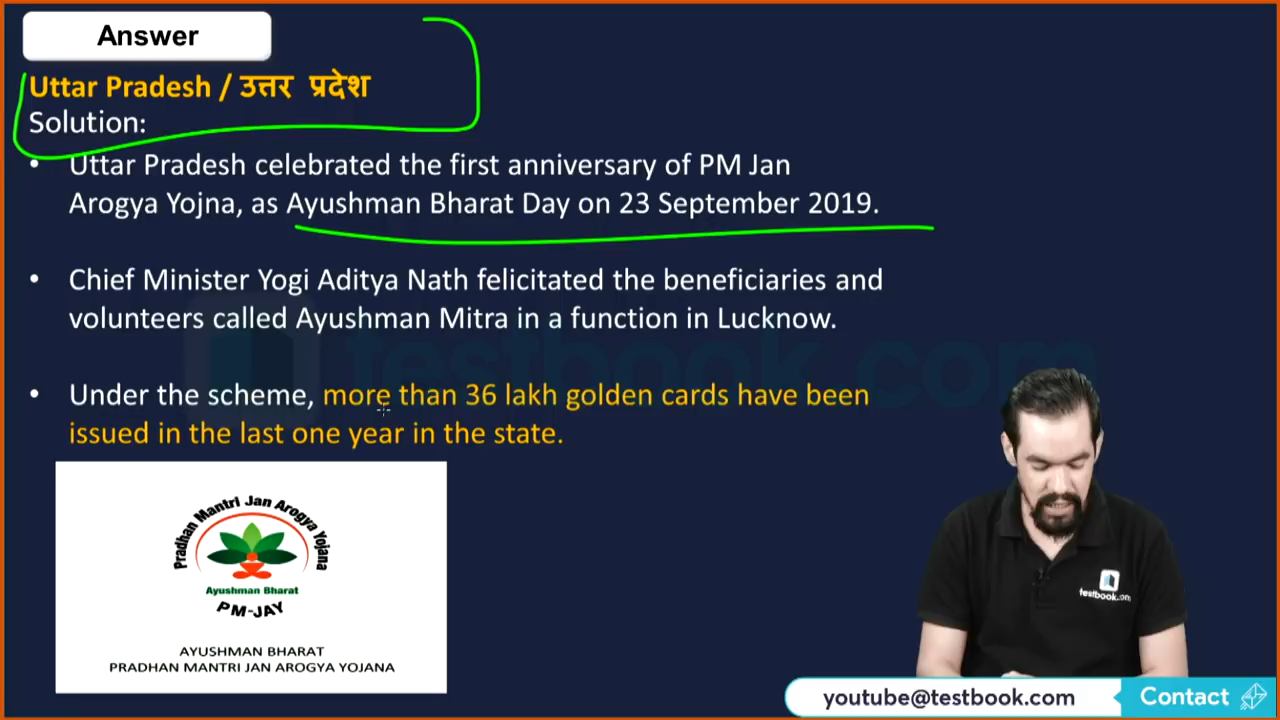 Answer
Uttar Pradesh / उत्तर प्रदेश
Solution:
• Uttar Pradesh celebrated the first anniversary of PM Jan
Arogya Yojna, as Ayushman Bharat Day on 23 September 2019.
• Chief Minister Yogi Aditya Nath felicitated the beneficiaries and
volunteers called Ayushman Mitra in a function in Lucknow.
testbook.com
• Under the scheme, more than 36 lakh golden cards have been
issued in the last one year in the state.
Pradhan Mantri Jan Arogya Yojana
Ayushman Bharat
PM-JAY
AYUSHMAN BHARAT
PRADHAN MANTRI JAN AROGYA YOJANA
testbook.com
youtube@testbook.com
Contact